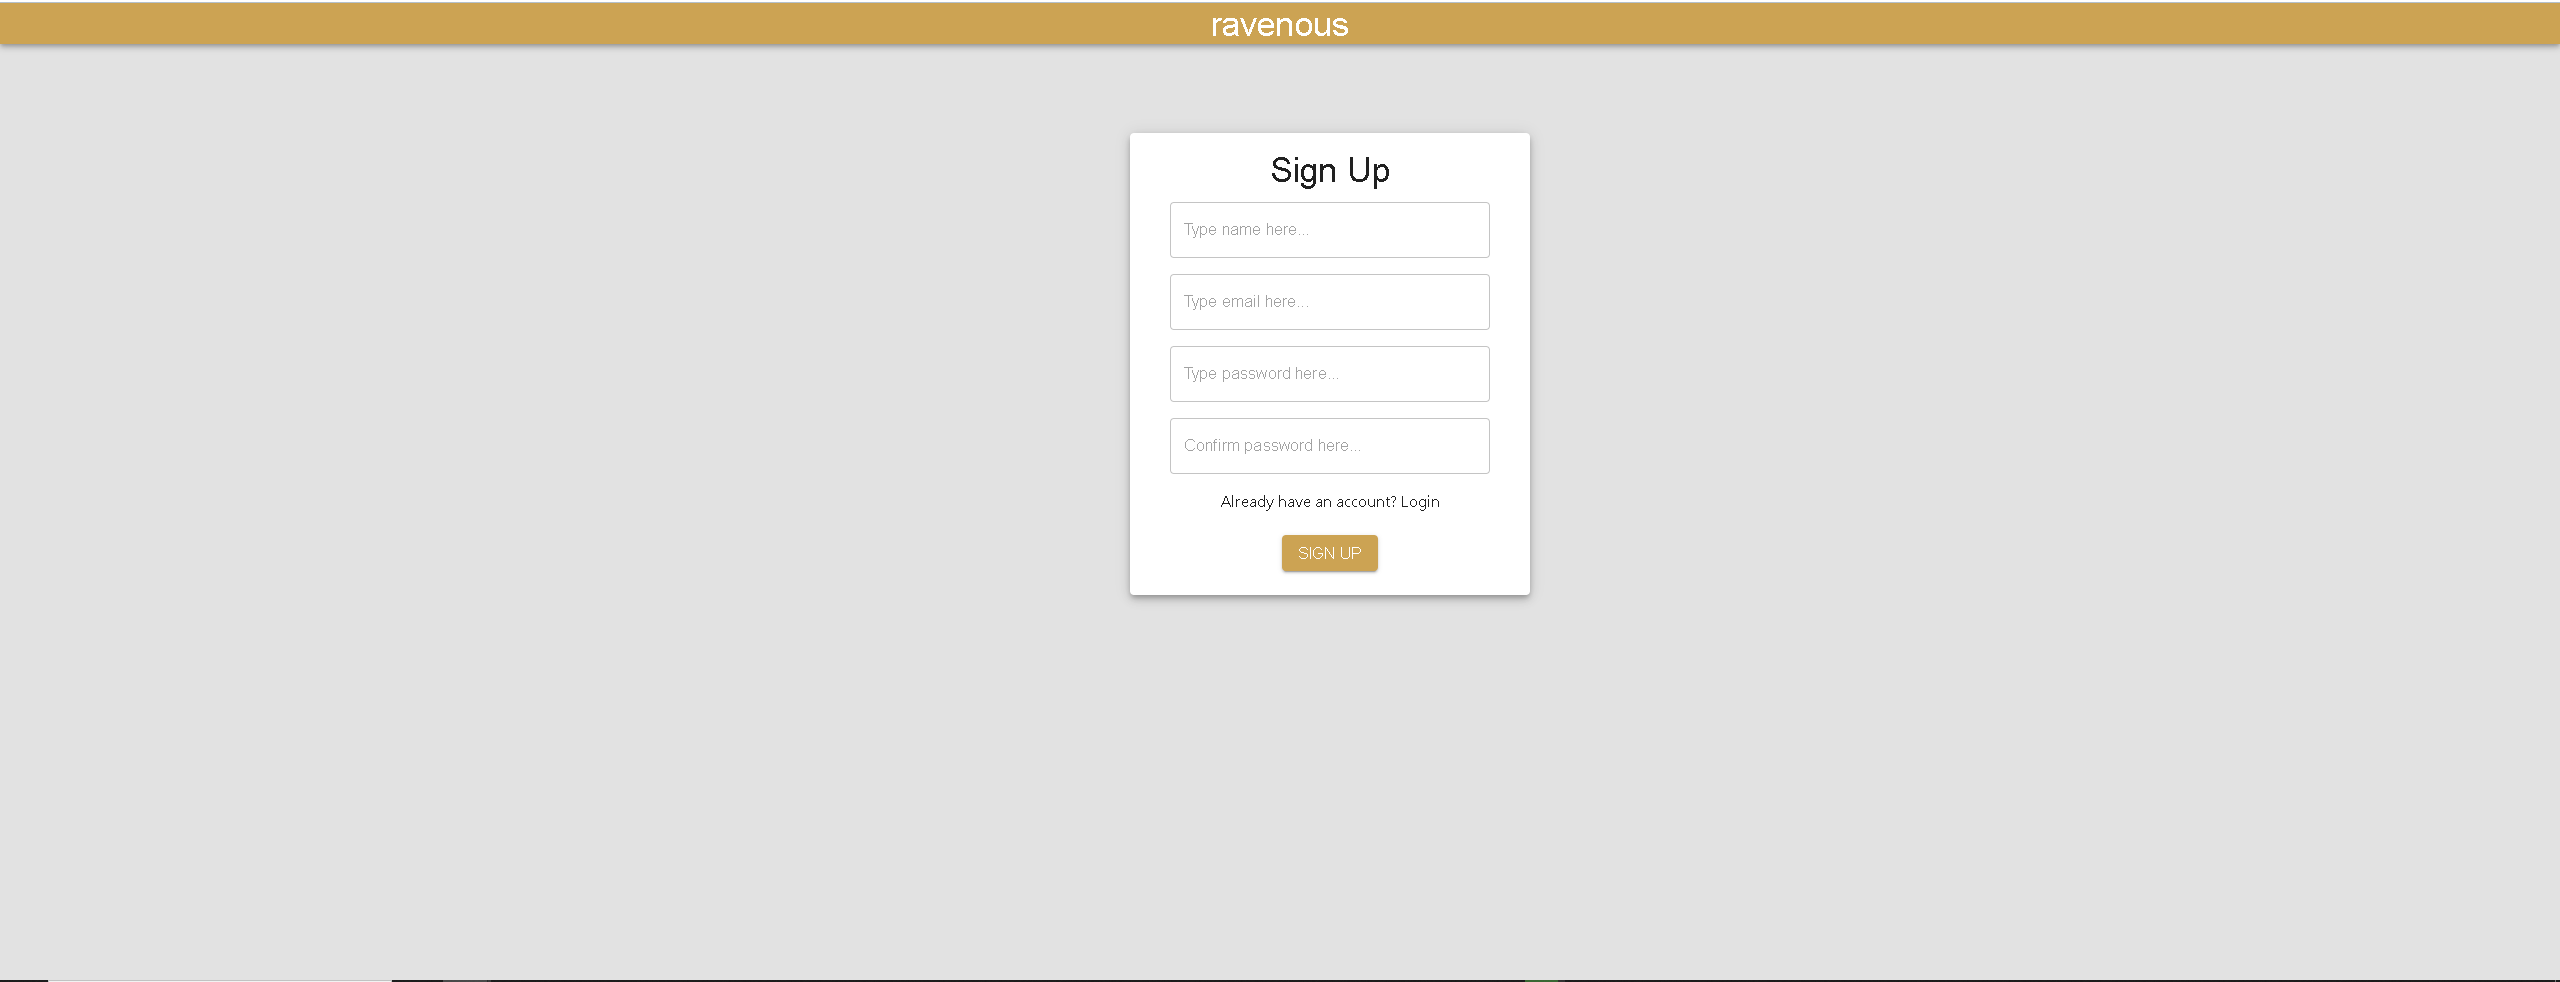 ravenous
Sign Up
Type name here...
Type email here...
Type password here...
Confirm password here...
Already have an account? Login
SIGN UP